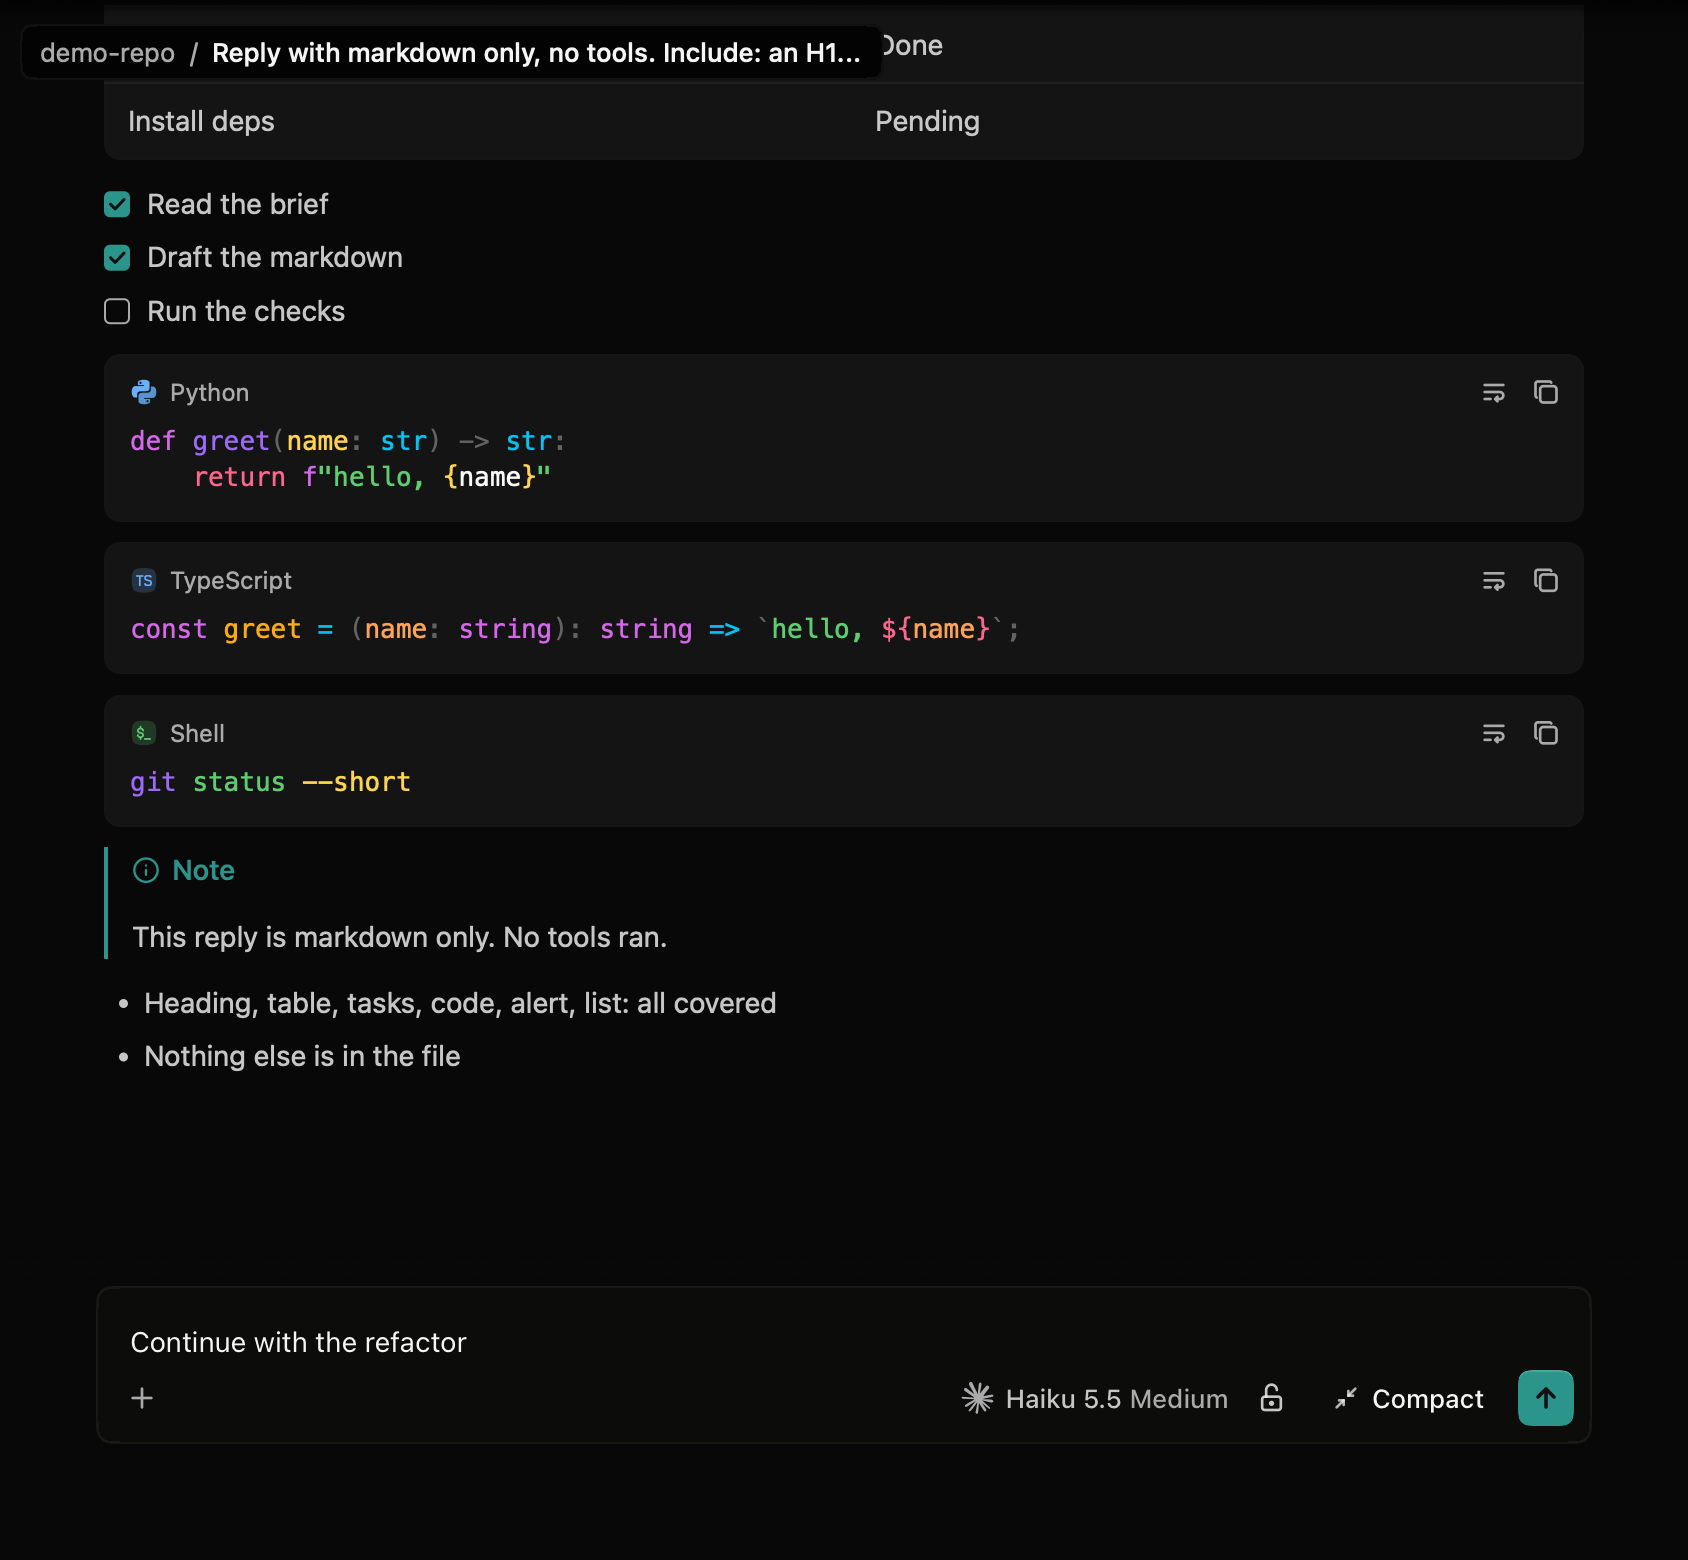 demo-repo / Reply with markdown only, no tools. Include: an H1...
Done
Install deps Pending
Read the brief
Draft the markdown
Run the checks
Python
def greet(name: str) -> str:
    return f"hello, {name}"
TS TypeScript
const greet = (name: string): string => `hello, ${name}`;
$_ Shell
git status --short
Note
This reply is markdown only. No tools ran.
• Heading, table, tasks, code, alert, list: all covered
• Nothing else is in the file
Continue with the refactor
Haiku 5.5 Medium Compact